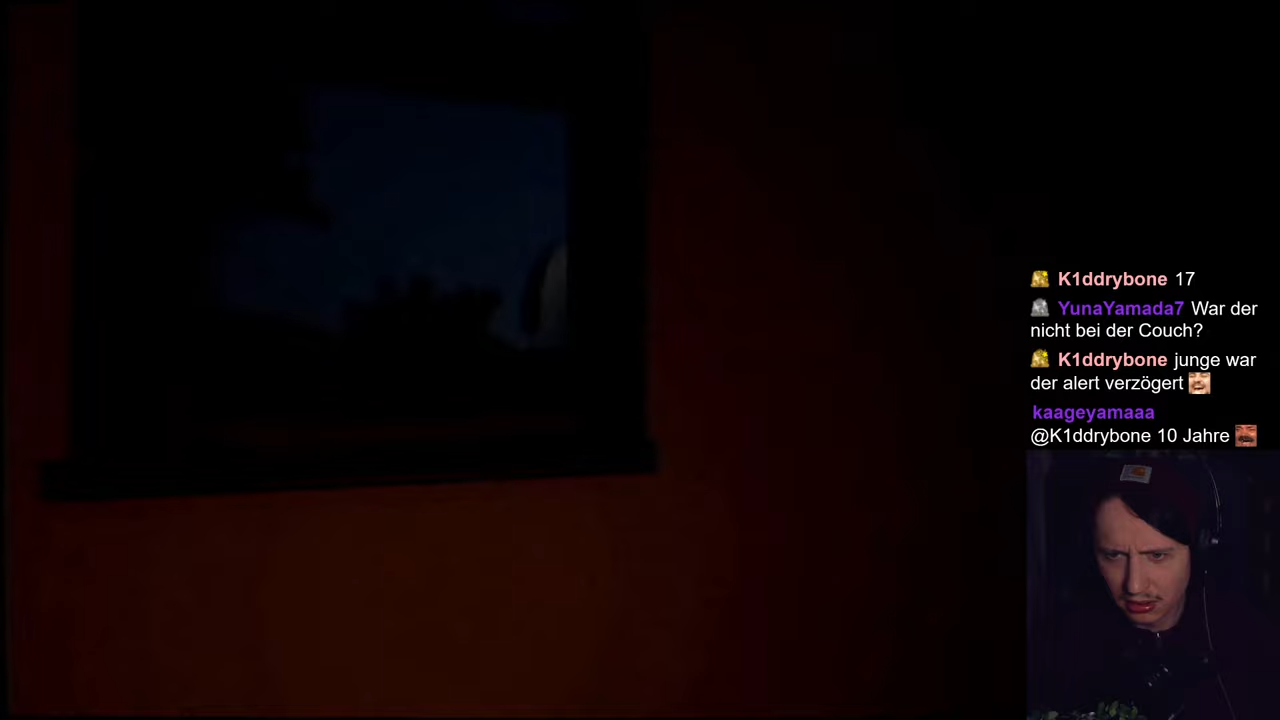 K1ddrybone 17
YunaYamada7 War der
nicht bei der Couch?
K1ddrybone junge war
der alert verzögert
kaageyamaaa
@K1ddrybone 10 Jahre